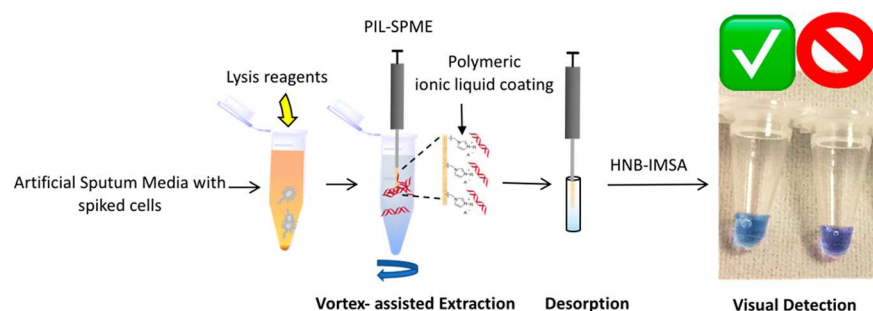 PIL-SPME
Lysis reagents
Polymeric
ionic liquid coating
Artificial Sputum Media with
spiked cells
HNB-IMSA
Vortex- assisted Extraction
Desorption
Visual Detection